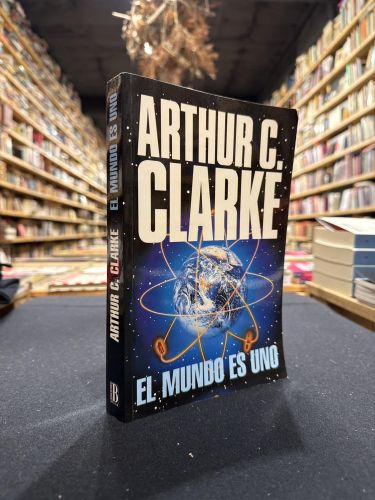 ARTHUR C.
CLARKE
EL MUNDO ES UNO
ARTHUR C. CLARKE EL MUNDO ES UNO
B